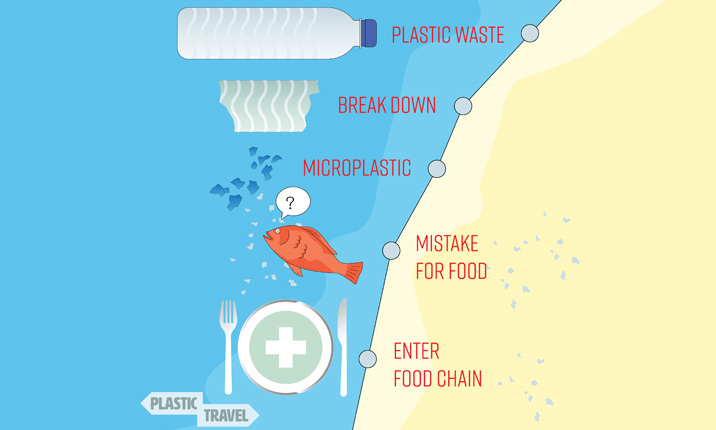 PLASTIC WASTE
BREAK DOWN
MICROPLASTIC
?
MISTAKE
FOR FOOD
ENTER
FOOD CHAIN
PLASTIC
TRAVEL